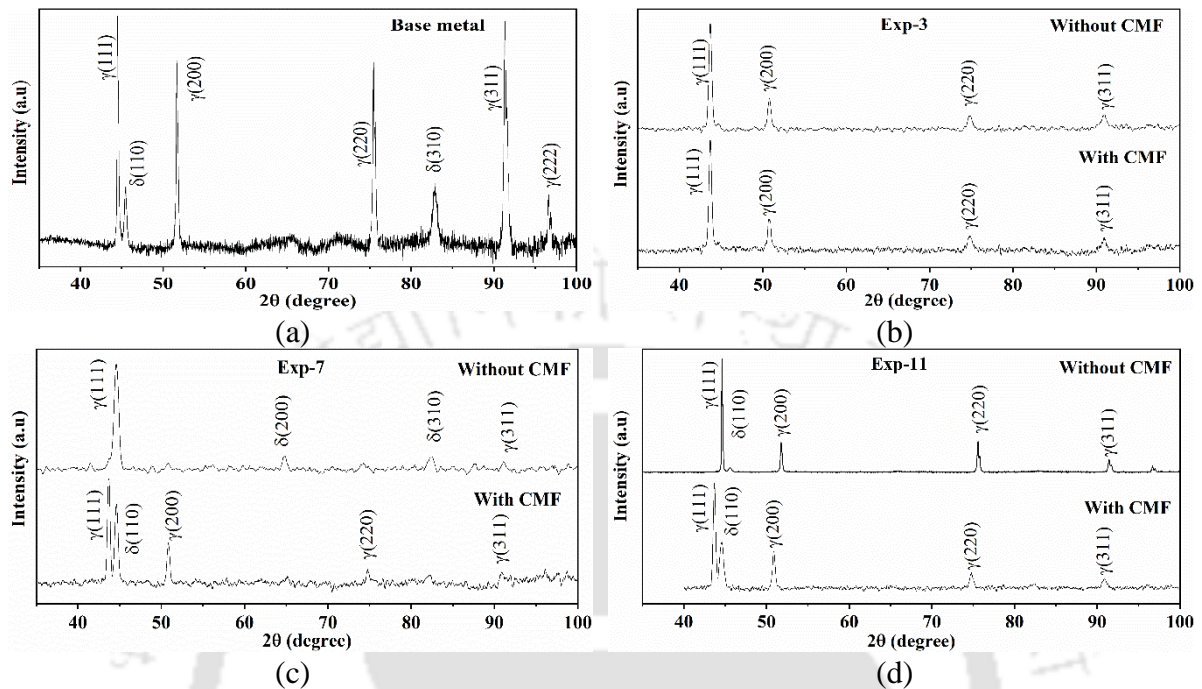 Base metal
γ(111)
δ(110)
γ(200)
γ(220)
δ(310)
γ(311)
γ(222)
Intensity (a.u)
40 50 60 70 80 90 100
2θ (degree)
(a)
Exp-3
Without CMF
γ(111)
γ(200)
γ(220)
γ(311)
With CMF
γ(111)
γ(200)
γ(220)
γ(311)
Intensity (a.u)
40 50 60 70 80 90 100
2θ (degree)
(b)
Exp-7
Without CMF
γ(111)
δ(200)
δ(310)
γ(311)
With CMF
γ(111)
δ(110)
γ(200)
γ(220)
γ(311)
Intensity (a.u)
40 50 60 70 80 90 100
2θ (degree)
(c)
Exp-11
Without CMF
γ(111)
δ(110)
γ(200)
γ(220)
γ(311)
With CMF
γ(111)
δ(110)
γ(200)
γ(220)
γ(311)
Intensity (a.u)
40 50 60 70 80 90 100
2θ (degree)
(d)